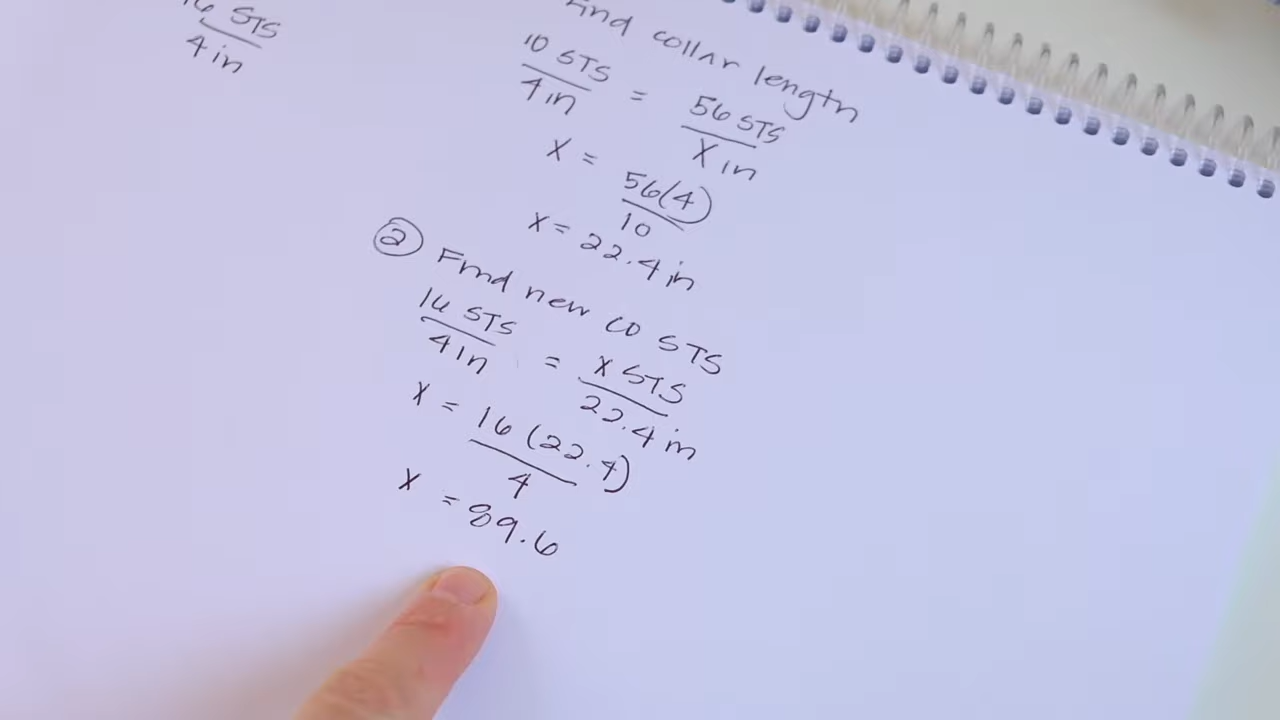 16 STS
4 in
Find collar length
10 STS
4 in
=
56 STS
X in
X =
56(4)
10
X = 22.4 in
② Find new CO STS
16 STS
4 in
=
X STS
22.4 in
X =
16 (22.4)
4
X = 89.6